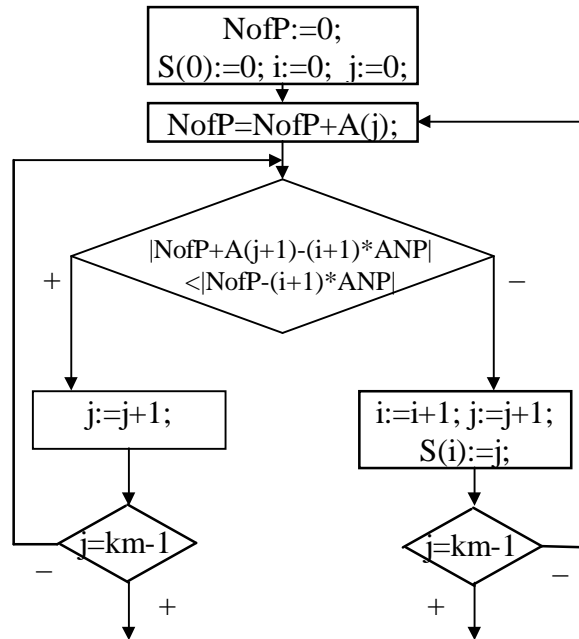 NofP:=0;
S(0):=0; i:=0; j:=0;
NofP=NofP+A(j);
|NofP+A(j+1)-(i+1)*ANP|
<|NofP-(i+1)*ANP|
+
–
j:=j+1;
i:=i+1; j:=j+1;
S(i):=j;
j=km-1
j=km-1
–
–
+
+